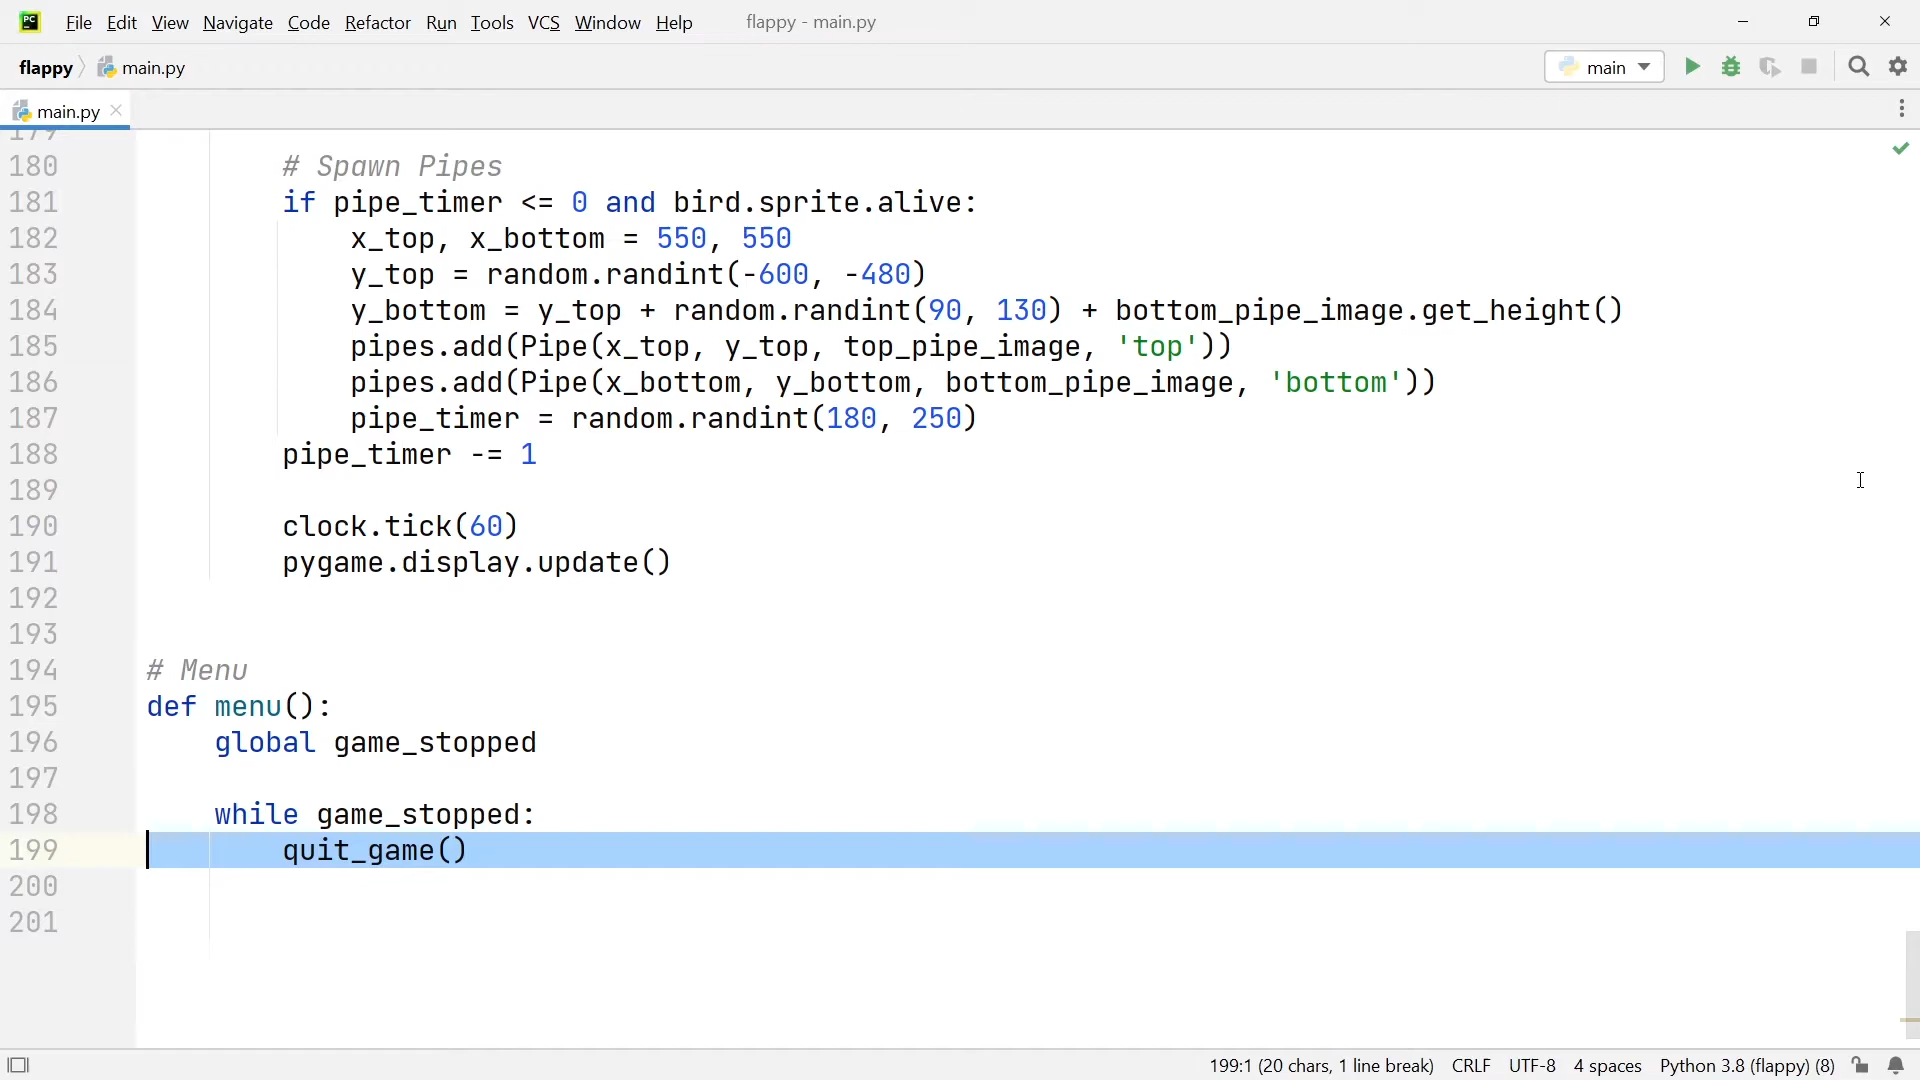 PC File Edit View Navigate Code Refactor Run Tools VCS Window Help flappy - main.py
flappy main.py main
main.py
179
180 # Spawn Pipes
181 if pipe_timer <= 0 and bird.sprite.alive:
182 x_top, x_bottom = 550, 550
183 y_top = random.randint(-600, -480)
184 y_bottom = y_top + random.randint(90, 130) + bottom_pipe_image.get_height()
185 pipes.add(Pipe(x_top, y_top, top_pipe_image, 'top'))
186 pipes.add(Pipe(x_bottom, y_bottom, bottom_pipe_image, 'bottom'))
187 pipe_timer = random.randint(180, 250)
188 pipe_timer -= 1
189
190 clock.tick(60)
191 pygame.display.update()
192
193
194 # Menu
195 def menu():
196 global game_stopped
197
198 while game_stopped:
199 quit_game()
200
201
199:1 (20 chars, 1 line break) CRLF UTF-8 4 spaces Python 3.8 (flappy) (8)